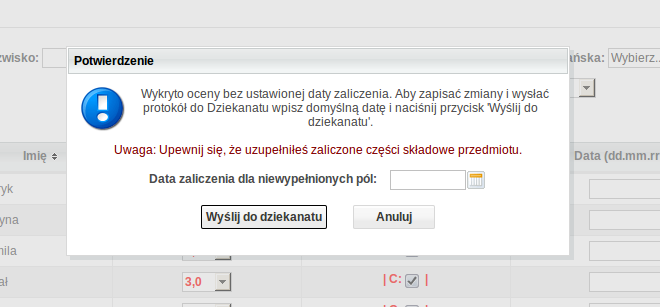 Potwierdzenie
zwisko:
ańska: Wybierz..
Wykryto oceny bez ustawionej daty zaliczenia. Aby zapisać zmiany i wysłać
protokół do Dziekanatu wpisz domyślną datę i naciśnij przycisk 'Wyślij do
dziekanatu'.
Uwaga: Upewnij się, że uzupełniłeś zaliczone części składowe przedmiotu.
Imię
Data (dd.mm.rr
Data zaliczenia dla niewypełnionych pól:
ryk
yna
Wyślij do dziekanatu Anuluj
mila
ał
3,0
| C: |